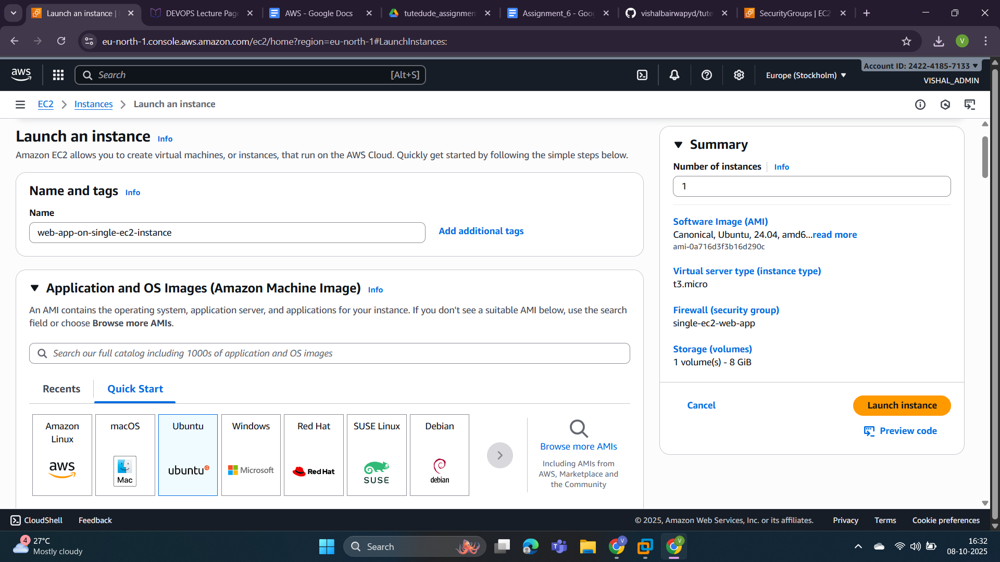 Launch an instance |
DEVOPS Lecture Page
AWS - Google Docs
tutedude_assignmen
Assignment_6 - Goo
vishalbairwapyd/tute
SecurityGroups | EC2
eu-north-1.console.aws.amazon.com/ec2/home?region=eu-north-1#LaunchInstances:
V
aws
Search
[Alt+S]
Europe (Stockholm)
Account ID: 2422-4185-7133
VISHAL_ADMIN
EC2
Instances
Launch an instance
Launch an instance Info
Amazon EC2 allows you to create virtual machines, or instances, that run on the AWS Cloud. Quickly get started by following the simple steps below.
Name and tags Info
Name
web-app-on-single-ec2-instance
Add additional tags
Application and OS Images (Amazon Machine Image) Info
An AMI contains the operating system, application server, and applications for your instance. If you don't see a suitable AMI below, use the search
field or choose Browse more AMIs.
Search our full catalog including 1000s of application and OS images
Recents
Quick Start
Amazon
Linux
aws
macOS
Mac
Ubuntu
ubuntu
Windows
Microsoft
Red Hat
Red Hat
SUSE Linux
SUSE
Debian
debian
Browse more AMIs
Including AMIs from
AWS, Marketplace and
the Community
Summary
Number of instances
Info
1
Software Image (AMI)
Canonical, Ubuntu, 24.04, amd6...read more
ami-0a716d3f3b16d290c
Virtual server type (instance type)
t3.micro
Firewall (security group)
single-ec2-web-app
Storage (volumes)
1 volume(s) - 8 GiB
Cancel
Launch instance
Preview code
CloudShell
Feedback
© 2025, Amazon Web Services, Inc. or its affiliates.
Privacy
Terms
Cookie preferences
4
27°C
Mostly cloudy
Search
V
V
16:32
08-10-2025